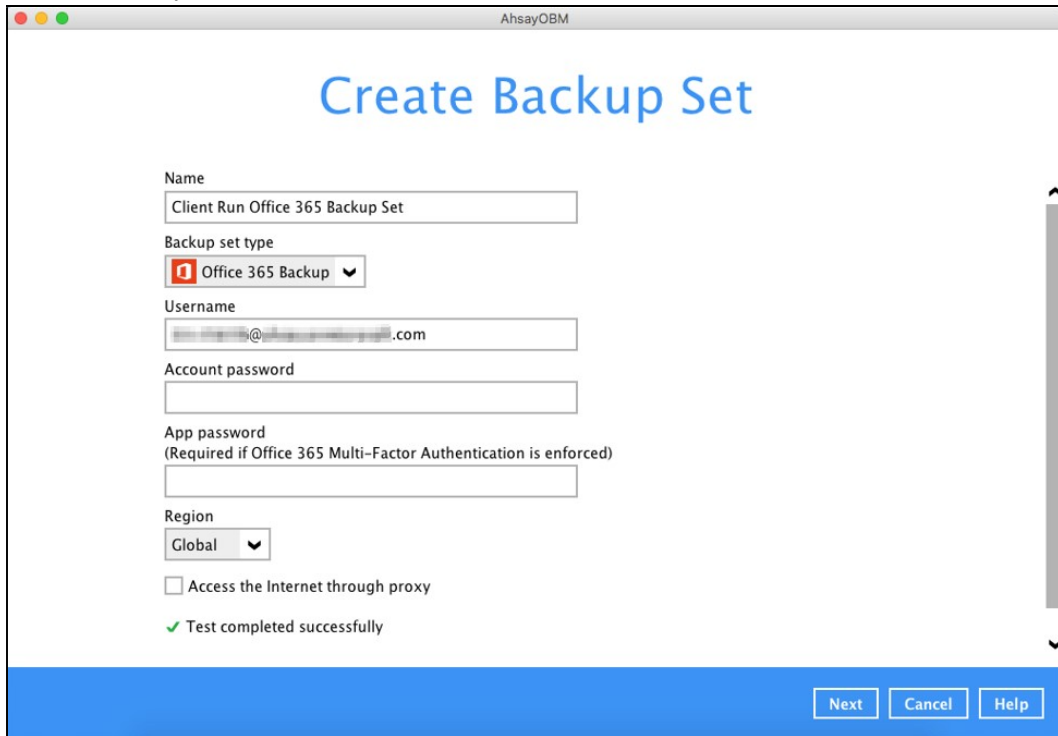 AhsayOBM
Create Backup Set
Name
Client Run Office 365 Backup Set
Backup set type
Office 365 Backup
Username
@ .com
Account password
App password
(Required if Office 365 Multi-Factor Authentication is enforced)
Region
Global
Access the Internet through proxy
Test completed successfully
Next Cancel Help